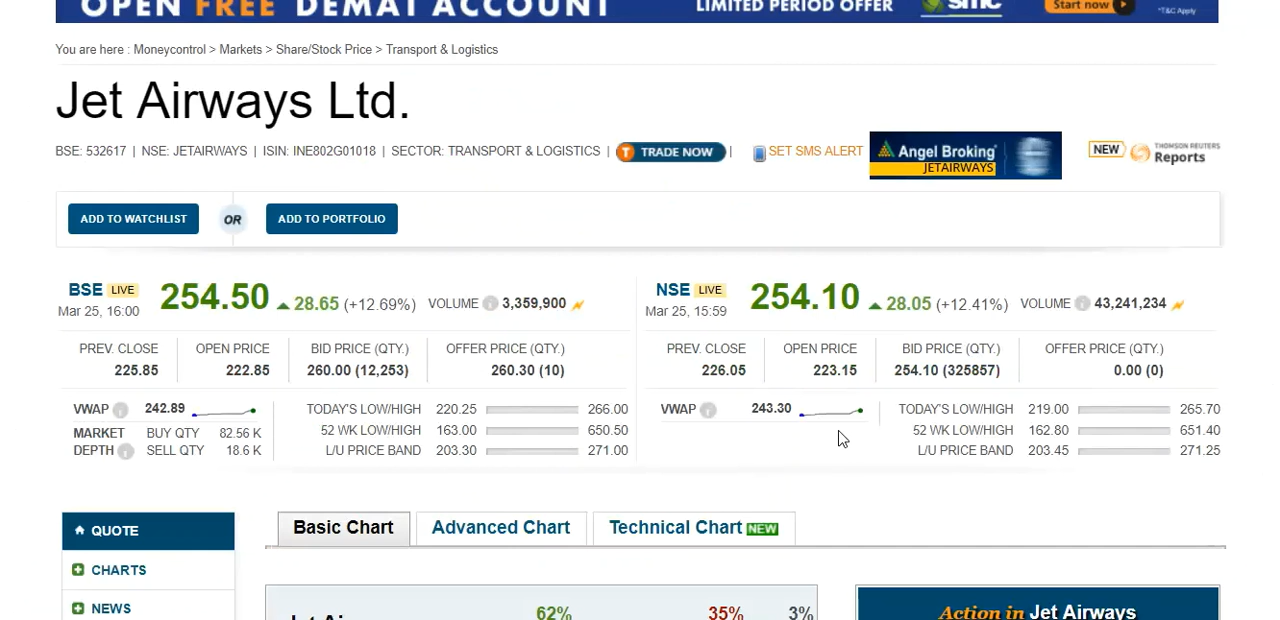 OPEN FREE DEMAT ACCOUNT LIMITED PERIOD OFFER smc Start now *T&C Apply
You are here : Moneycontrol > Markets > Share/Stock Price > Transport & Logistics
Jet Airways Ltd.
BSE: 532617 | NSE: JETAIRWAYS | ISIN: INE802G01018 | SECTOR: TRANSPORT & LOGISTICS | T TRADE NOW | SET SMS ALERT
Angel Broking
JETAIRWAYS
NEW THOMSON REUTERS
Reports
ADD TO WATCHLIST OR ADD TO PORTFOLIO
BSE LIVE 254.50 28.65 (+12.69%) VOLUME 3,359,900
Mar 25, 16:00
PREV. CLOSE OPEN PRICE BID PRICE (QTY.) OFFER PRICE (QTY.)
225.85 222.85 260.00 (12,253) 260.30 (10)
VWAP 242.89 TODAY'S LOW/HIGH 220.25 266.00
MARKET BUY QTY 82.56 K 52 WK LOW/HIGH 163.00 650.50
DEPTH SELL QTY 18.6 K L/U PRICE BAND 203.30 271.00
NSE LIVE 254.10 28.05 (+12.41%) VOLUME 43,241,234
Mar 25, 15:59
PREV. CLOSE OPEN PRICE BID PRICE (QTY.) OFFER PRICE (QTY.)
226.05 223.15 254.10 (325857) 0.00 (0)
VWAP 243.30 TODAY'S LOW/HIGH 219.00 265.70
52 WK LOW/HIGH 162.80 651.40
L/U PRICE BAND 203.45 271.25
QUOTE
CHARTS
NEWS
Basic Chart Advanced Chart Technical Chart NEW
62% 35% 3%
Action in Jet Airways